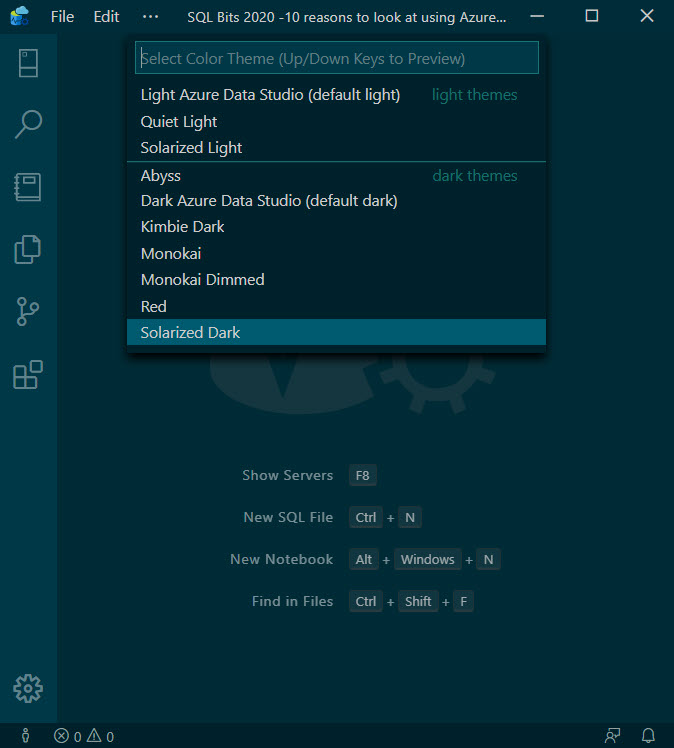 File Edit ··· SQL Bits 2020 -10 reasons to look at using Azure...
Select Color Theme (Up/Down Keys to Preview)
Light Azure Data Studio (default light) light themes
Quiet Light
Solarized Light
Abyss dark themes
Dark Azure Data Studio (default dark)
Kimbie Dark
Monokai
Monokai Dimmed
Red
Solarized Dark
Show Servers F8
New SQL File Ctrl + N
New Notebook Alt + Windows + N
Find in Files Ctrl + Shift + F
0 0